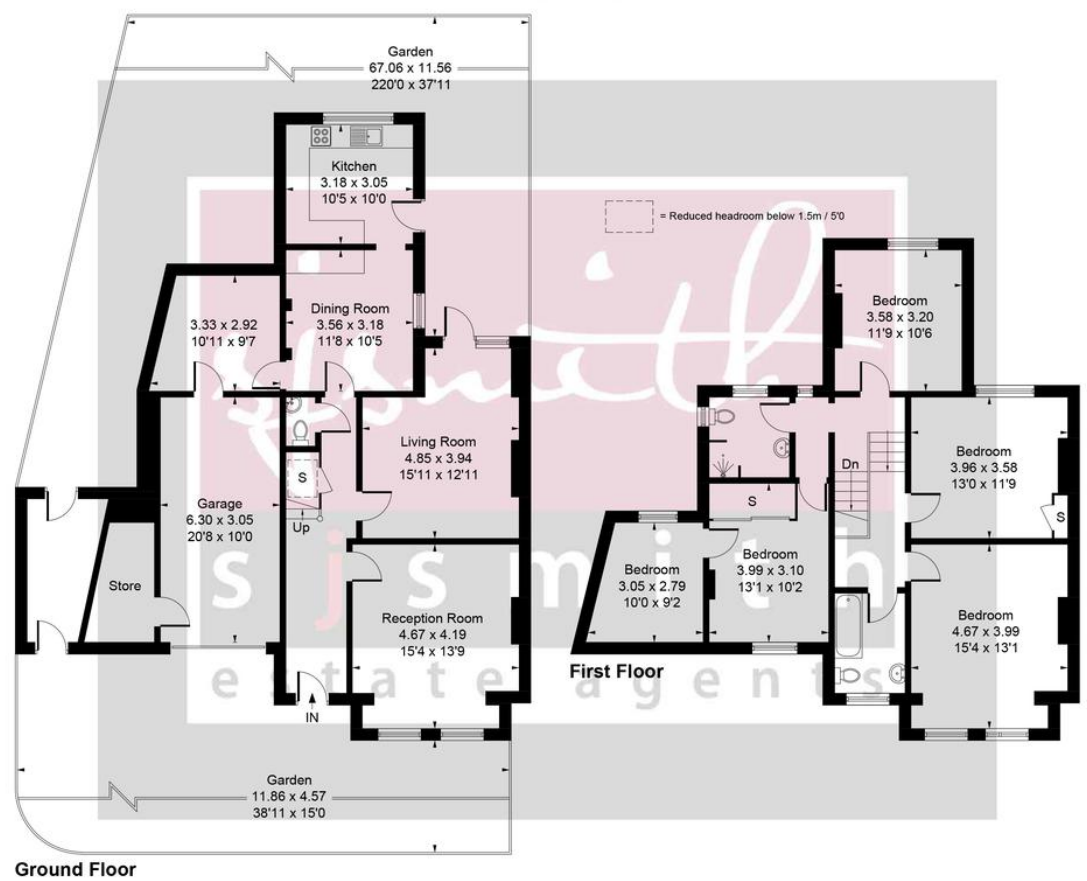 Garden
67.06 x 11.56
220'0 x 37'11
Kitchen
3.18 x 3.05
10'5 x 10'0
= Reduced headroom below 1.5m / 5'0
Dining Room
3.56 x 3.18
11'8 x 10'5
3.33 x 2.92
10'11 x 9'7
Living Room
4.85 x 3.94
15'11 x 12'11
S
Up
Garage
6.30 x 3.05
20'8 x 10'0
Store
Reception Room
4.67 x 4.19
15'4 x 13'9
IN
Garden
11.86 x 4.57
38'11 x 15'0
Ground Floor
Bedroom
3.58 x 3.20
11'9 x 10'6
Bedroom
3.96 x 3.58
13'0 x 11'9
S
Dn
S
Bedroom
3.99 x 3.10
13'1 x 10'2
Bedroom
3.05 x 2.79
10'0 x 9'2
Bedroom
4.67 x 3.99
15'4 x 13'1
First Floor
sjsmith
sjsmith
estate agents